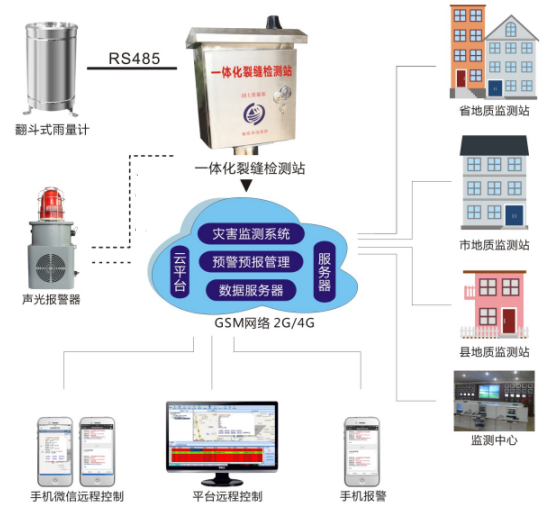 RS485
一体化裂缝检测站
翻斗式雨量计
一体化裂缝检测站
省地质监测站
声光报警器
云平台
灾害监测系统
预警预报管理
数据服务器
服务器
GSM网络 2G/4G
市地质监测站
县地质监测站
监测中心
手机微信远程控制
平台远程控制
手机报警